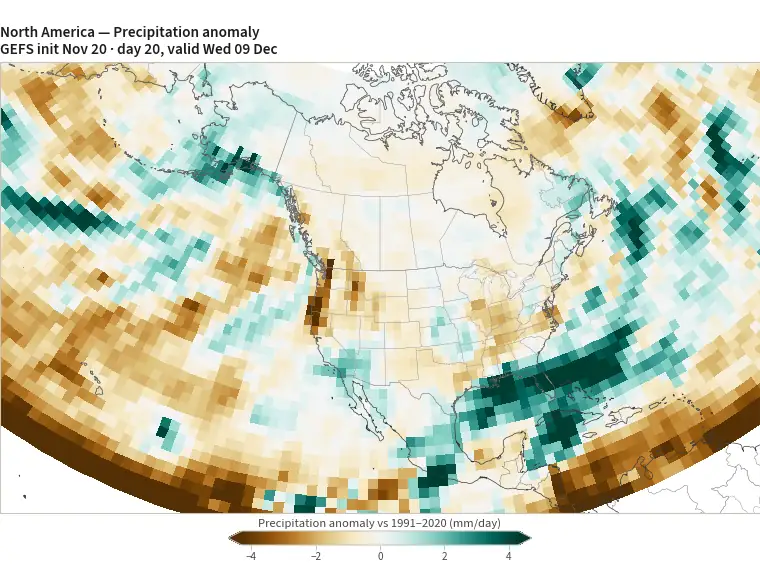 North America — Precipitation anomaly
GEFS init Nov 20 · day 20, valid Wed 09 Dec
Precipitation anomaly vs 1991–2020 (mm/day)
−4 −2 0 2 4